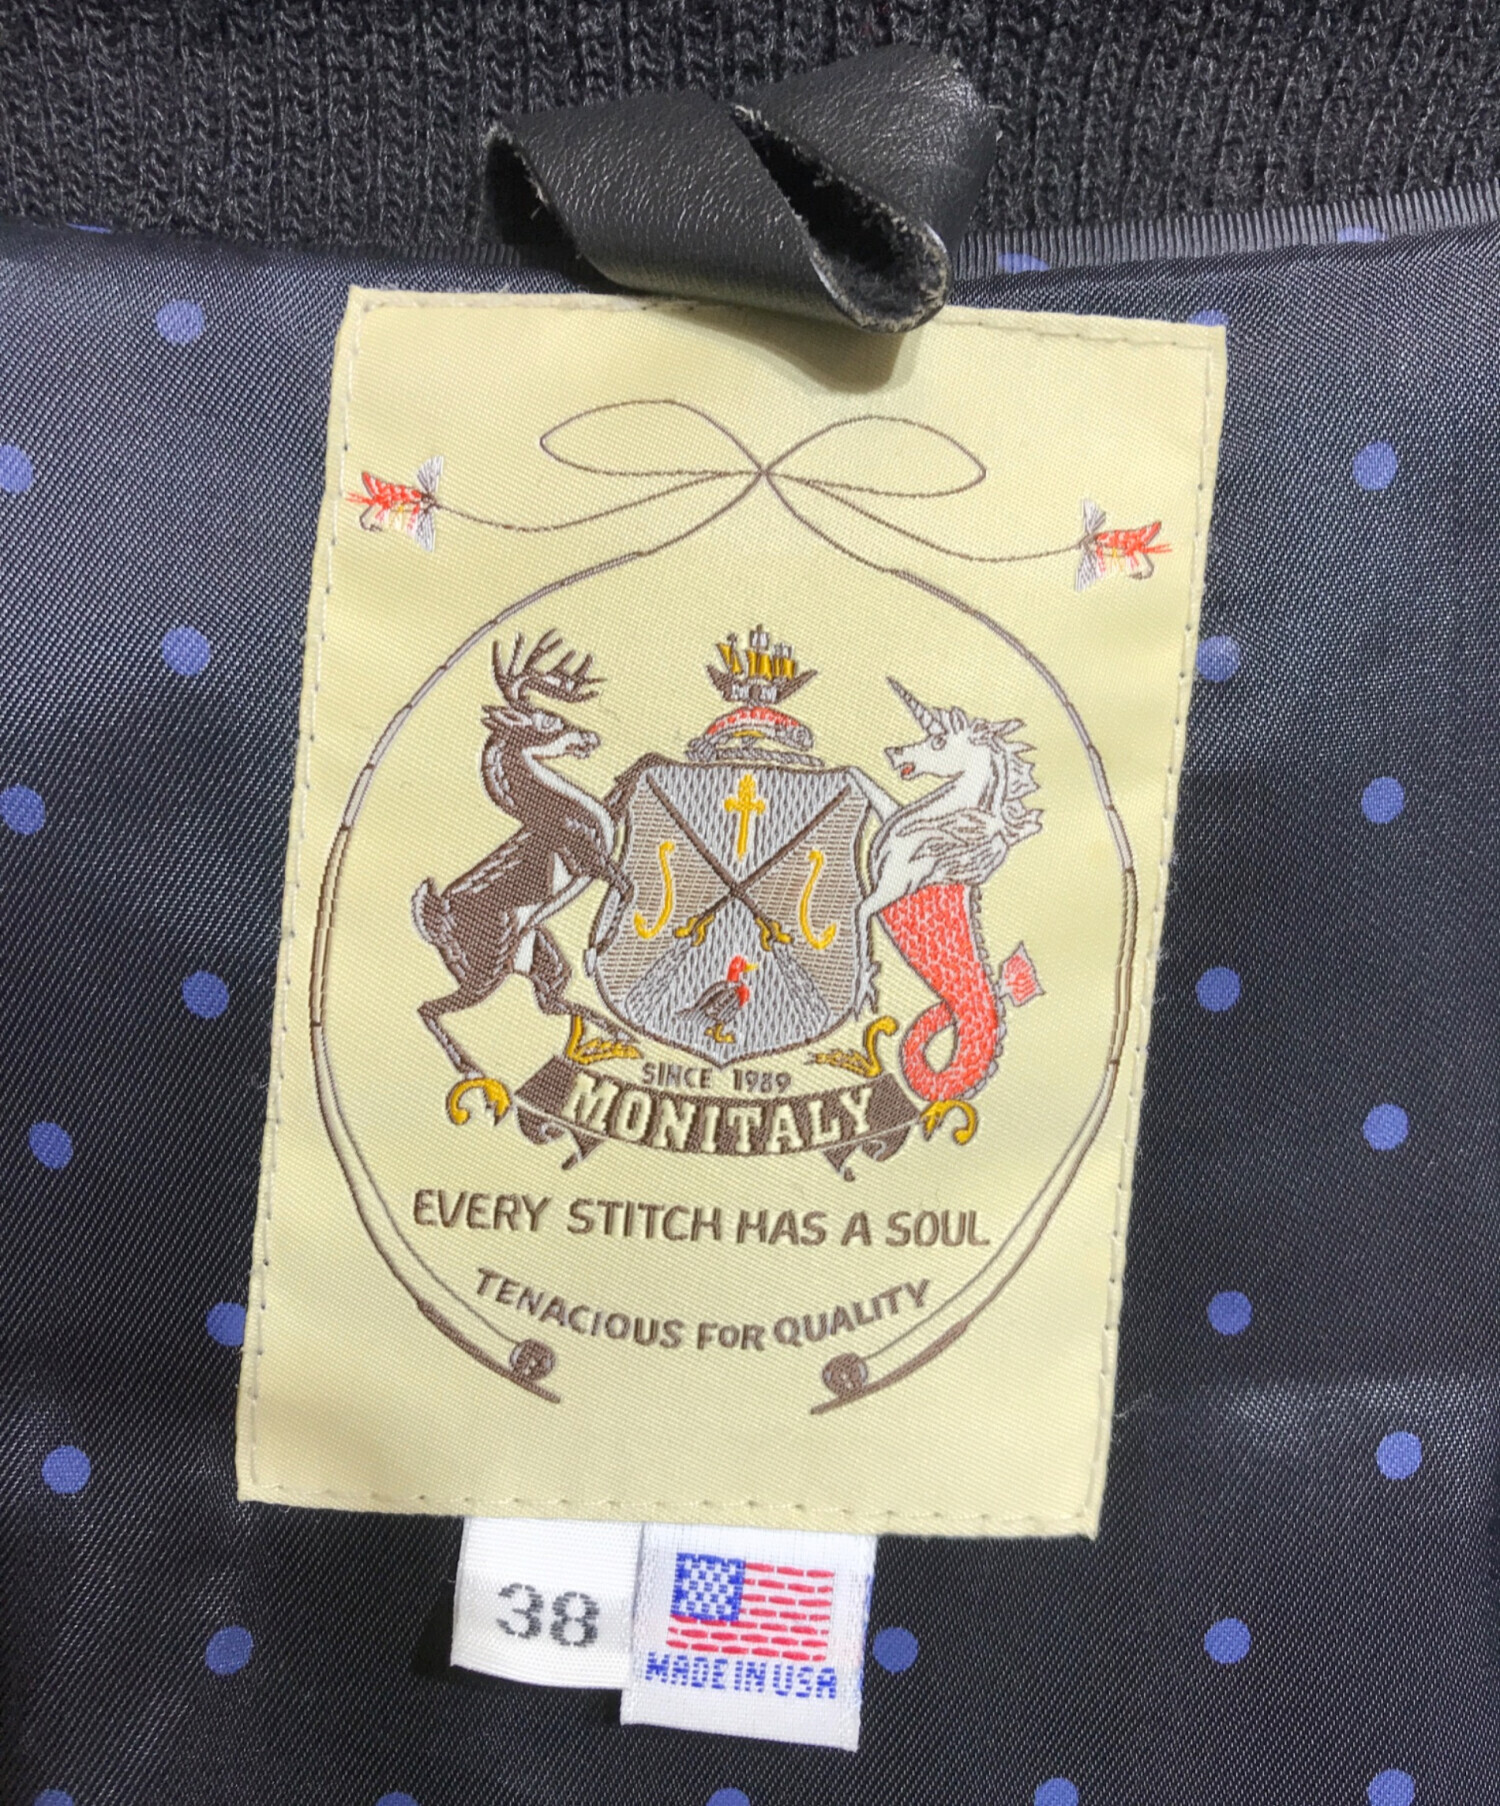 SINCE 1989
MONITALY
EVERY STITCH HAS A SOUL
TENACIOUS FOR QUALITY
38
MADE IN USA